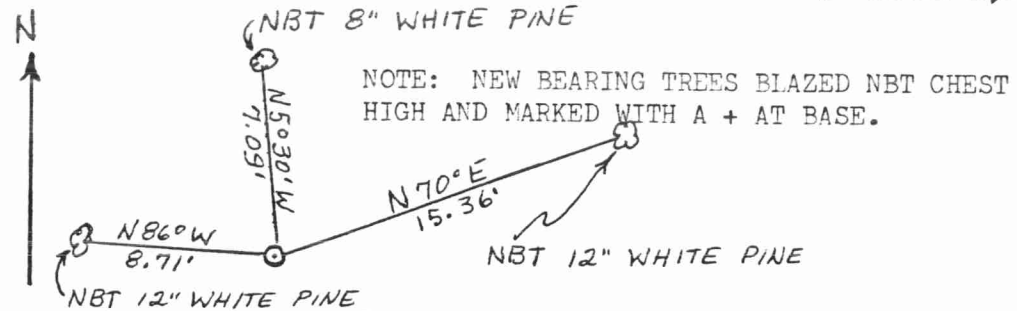 N
NBT 8" WHITE PINE
NOTE: NEW BEARING TREES BLAZED NBT CHEST
HIGH AND MARKED WITH A + AT BASE.
N5°30'W
7.09'
N70°E
15.36'
N86°W
8.71'
NBT 12" WHITE PINE
NBT 12" WHITE PINE